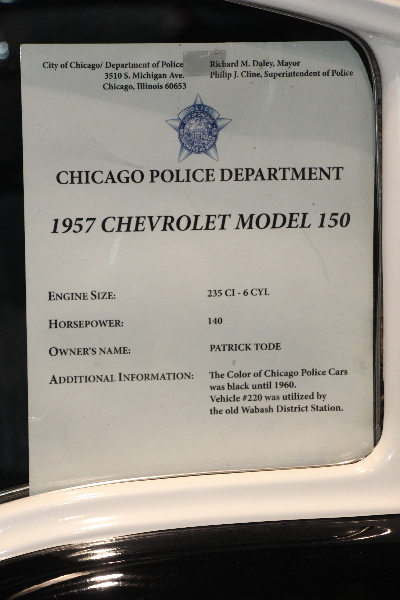 City of Chicago/ Department of Police
3510 S. Michigan Ave.
Chicago, Illinois 60653
Richard M. Daley, Mayor
Philip J. Cline, Superintendent of Police
CHICAGO POLICE DEPARTMENT
1957 CHEVROLET MODEL 150
ENGINE SIZE: 235 CI - 6 CYL
HORSEPOWER: 140
OWNER'S NAME: PATRICK TODE
ADDITIONAL INFORMATION: The Color of Chicago Police Cars
was black until 1960.
Vehicle #220 was utilized by
the old Wabash District Station.